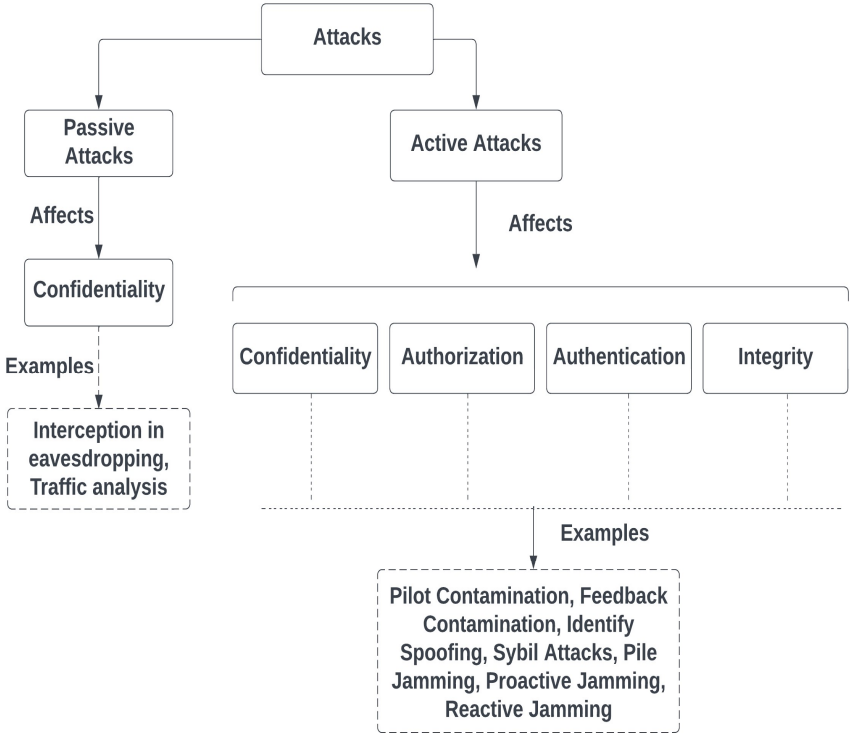 Attacks
Passive
Attacks
Active Attacks
Affects
Affects
Confidentiality
Confidentiality
Authorization
Authentication
Integrity
Examples
Interception in
eavesdropping,
Traffic analysis
Examples
Pilot Contamination, Feedback
Contamination, Identify
Spoofing, Sybil Attacks, Pile
Jamming, Proactive Jamming,
Reactive Jamming